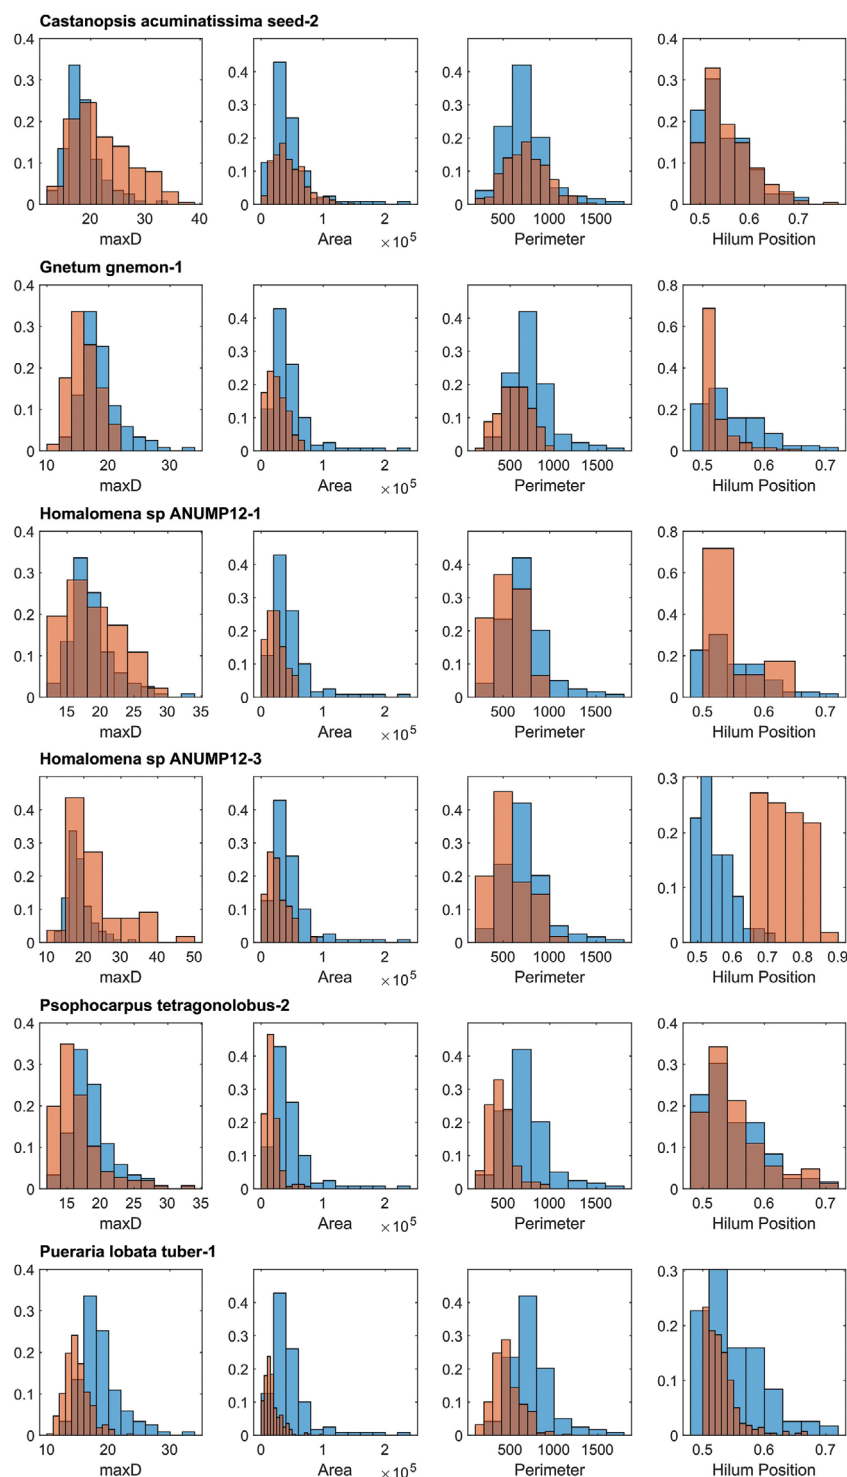 Castanopsis acuminatissima seed-2
0.4
0.3
0.2
0.1
0
20 30 40
maxD
0.4
0.3
0.2
0.1
0
0 2
Area ×10^5
0.4
0.3
0.2
0.1
0
500 1000 1500
Perimeter
0.4
0.3
0.2
0.1
0
0.5 0.6 0.7
Hilum Position
Gnetum gnemon-1
0.4
0.3
0.2
0.1
0
10 20 30
maxD
0.4
0.3
0.2
0.1
0
0 2
Area ×10^5
0.4
0.3
0.2
0.1
0
500 1000 1500
Perimeter
0.8
0.6
0.4
0.2
0
0.5 0.6 0.7
Hilum Position
Homalomena sp ANUMP12-1
0.4
0.3
0.2
0.1
0
15 20 25 30 35
maxD
0.4
0.3
0.2
0.1
0
0 2
Area ×10^5
0.4
0.3
0.2
0.1
0
500 1000 1500
Perimeter
0.8
0.6
0.4
0.2
0
0.5 0.6 0.7
Hilum Position
Homalomena sp ANUMP12-3
0.4
0.3
0.2
0.1
0
10 20 30 40 50
maxD
0.4
0.3
0.2
0.1
0
0 2
Area ×10^5
0.4
0.3
0.2
0.1
0
500 1000 1500
Perimeter
0.3
0.2
0.1
0
0.5 0.6 0.7 0.8 0.9
Hilum Position
Psophocarpus tetragonolobus-2
0.4
0.3
0.2
0.1
0
15 20 25 30 35
maxD
0.4
0.3
0.2
0.1
0
0 2
Area ×10^5
0.4
0.3
0.2
0.1
0
500 1000 1500
Perimeter
0.4
0.3
0.2
0.1
0
0.5 0.6 0.7
Hilum Position
Pueraria lobata tuber-1
0.4
0.3
0.2
0.1
0
10 20 30
maxD
0.4
0.3
0.2
0.1
0
0 2
Area ×10^5
0.4
0.3
0.2
0.1
0
500 1000 1500
Perimeter
0.3
0.2
0.1
0
0.5 0.6 0.7
Hilum Position